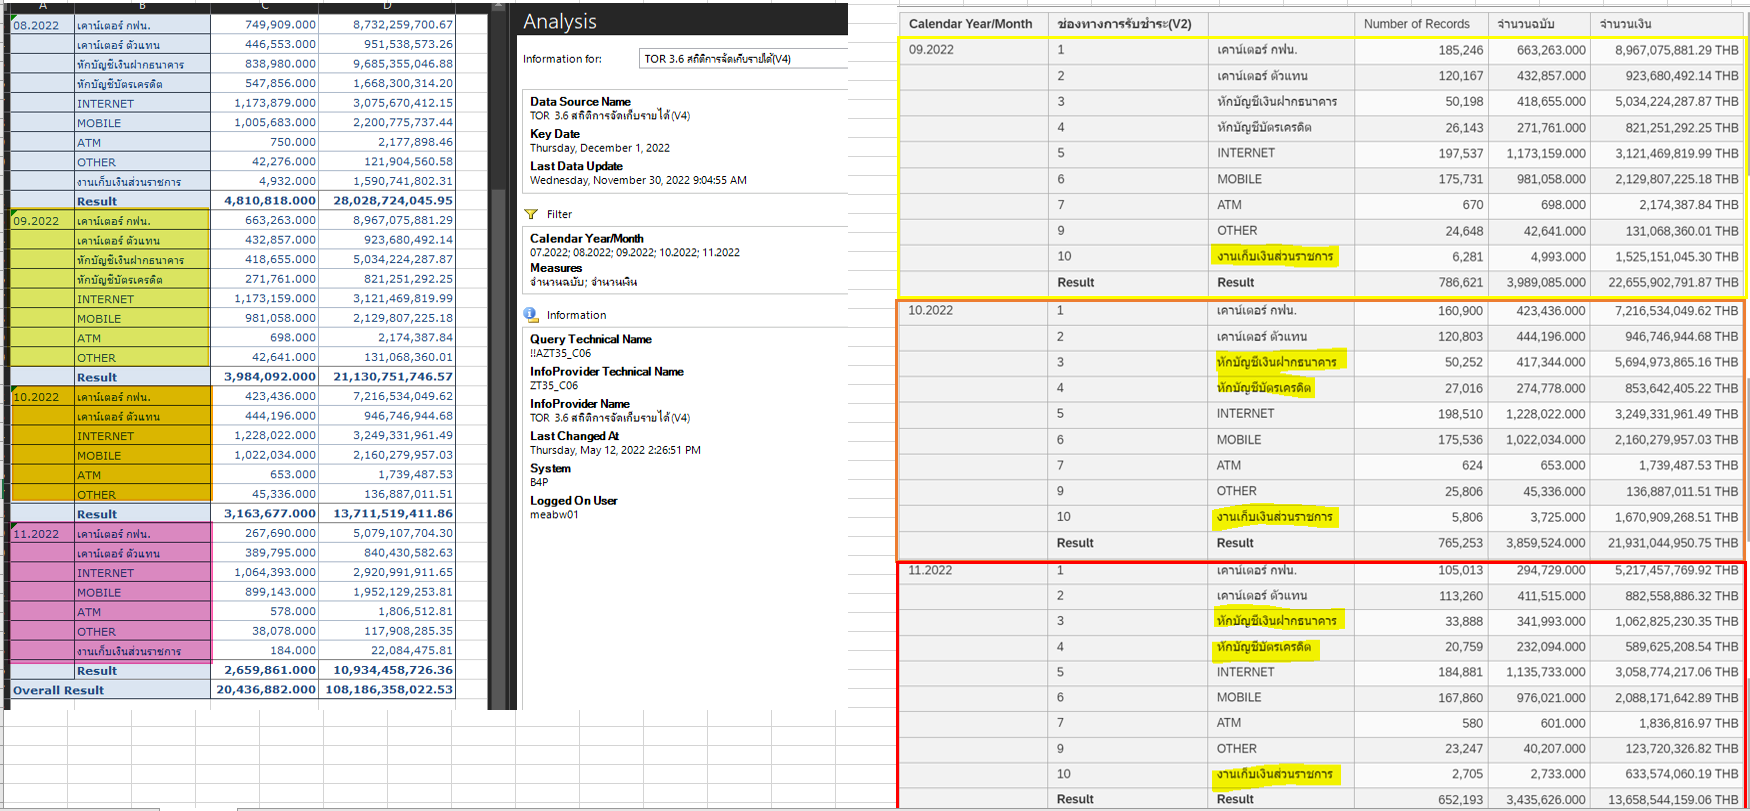 A B C D
08.2022 เคาน์เตอร์ กฟน. 749,909.000 8,732,259,700.67
เคาน์เตอร์ ตัวแทน 446,553.000 951,538,573.26
หักบัญชีเงินฝากธนาคาร 838,980.000 9,685,355,046.88
หักบัญชีบัตรเครดิต 547,856.000 1,668,300,314.20
INTERNET 1,173,879.000 3,075,670,412.15
MOBILE 1,005,683.000 2,200,775,737.44
ATM 750.000 2,177,898.46
OTHER 42,276.000 121,904,560.58
งานเก็บเงินส่วนราชการ 4,932.000 1,590,741,802.31
Result 4,810,818.000 28,028,724,045.95
09.2022 เคาน์เตอร์ กฟน. 663,263.000 8,967,075,881.29
เคาน์เตอร์ ตัวแทน 432,857.000 923,680,492.14
หักบัญชีเงินฝากธนาคาร 418,655.000 5,034,224,287.87
หักบัญชีบัตรเครดิต 271,761.000 821,251,292.25
INTERNET 1,173,159.000 3,121,469,819.99
MOBILE 981,058.000 2,129,807,225.18
ATM 698.000 2,174,387.84
OTHER 42,641.000 131,068,360.01
Result 3,984,092.000 21,130,751,746.57
10.2022 เคาน์เตอร์ กฟน. 423,436.000 7,216,534,049.62
เคาน์เตอร์ ตัวแทน 444,196.000 946,746,944.68
INTERNET 1,228,022.000 3,249,331,961.49
MOBILE 1,022,034.000 2,160,279,957.03
ATM 653.000 1,739,487.53
OTHER 45,336.000 136,887,011.51
Result 3,163,677.000 13,711,519,411.86
11.2022 เคาน์เตอร์ กฟน. 267,690.000 5,079,107,704.30
เคาน์เตอร์ ตัวแทน 389,795.000 840,430,582.63
INTERNET 1,064,393.000 2,920,991,911.65
MOBILE 899,143.000 1,952,129,253.81
ATM 578.000 1,806,512.81
OTHER 38,078.000 117,908,285.35
งานเก็บเงินส่วนราชการ 184.000 22,084,475.81
Result 2,659,861.000 10,934,458,726.36
Overall Result 20,436,882.000 108,186,358,022.53
Analysis
Information for: TOR 3.6 สถิติการจัดเก็บรายได้(V4)
Data Source Name
TOR 3.6 สถิติการจัดเก็บรายได้(V4)
Key Date
Thursday, December 1, 2022
Last Data Update
Wednesday, November 30, 2022 9:04:55 AM
Filter
Calendar Year/Month
07.2022; 08.2022; 09.2022; 10.2022; 11.2022
Measures
จำนวนฉบับ; จำนวนเงิน
Information
Query Technical Name
!!AZT35_C06
InfoProvider Technical Name
ZT35_C06
InfoProvider Name
TOR 3.6 สถิติการจัดเก็บรายได้(V4)
Last Changed At
Thursday, May 12, 2022 2:26:51 PM
System
B4P
Logged On User
meabw01
Calendar Year/Month ช่องทางการรับชำระ(V2) Number of Records จำนวนฉบับ จำนวนเงิน
09.2022 1 เคาน์เตอร์ กฟน. 185,246 663,263.000 8,967,075,881.29 THB
2 เคาน์เตอร์ ตัวแทน 120,167 432,857.000 923,680,492.14 THB
3 หักบัญชีเงินฝากธนาคาร 50,198 418,655.000 5,034,224,287.87 THB
4 หักบัญชีบัตรเครดิต 26,143 271,761.000 821,251,292.25 THB
5 INTERNET 197,537 1,173,159.000 3,121,469,819.99 THB
6 MOBILE 175,731 981,058.000 2,129,807,225.18 THB
7 ATM 670 698.000 2,174,387.84 THB
9 OTHER 24,648 42,641.000 131,068,360.01 THB
10 งานเก็บเงินส่วนราชการ 6,281 4,993.000 1,525,151,045.30 THB
Result Result 786,621 3,989,085.000 22,655,902,791.87 THB
10.2022 1 เคาน์เตอร์ กฟน. 160,900 423,436.000 7,216,534,049.62 THB
2 เคาน์เตอร์ ตัวแทน 120,803 444,196.000 946,746,944.68 THB
3 หักบัญชีเงินฝากธนาคาร 50,252 417,344.000 5,694,973,865.16 THB
4 หักบัญชีบัตรเครดิต 27,016 274,778.000 853,642,405.22 THB
5 INTERNET 198,510 1,228,022.000 3,249,331,961.49 THB
6 MOBILE 175,536 1,022,034.000 2,160,279,957.03 THB
7 ATM 624 653.000 1,739,487.53 THB
9 OTHER 25,806 45,336.000 136,887,011.51 THB
10 งานเก็บเงินส่วนราชการ 5,806 3,725.000 1,670,909,268.51 THB
Result Result 765,253 3,859,524.000 21,931,044,950.75 THB
11.2022 1 เคาน์เตอร์ กฟน. 105,013 294,729.000 5,217,457,769.92 THB
2 เคาน์เตอร์ ตัวแทน 113,260 411,515.000 882,558,886.32 THB
3 หักบัญชีเงินฝากธนาคาร 33,888 341,993.000 1,062,825,230.35 THB
4 หักบัญชีบัตรเครดิต 20,759 232,094.000 589,625,208.54 THB
5 INTERNET 184,881 1,135,733.000 3,058,774,217.06 THB
6 MOBILE 167,860 976,021.000 2,088,171,642.89 THB
7 ATM 580 601.000 1,836,816.97 THB
9 OTHER 23,247 40,207.000 123,720,326.82 THB
10 งานเก็บเงินส่วนราชการ 2,705 2,733.000 633,574,060.19 THB
Result Result 652,193 3,435,626.000 13,658,544,159.06 THB